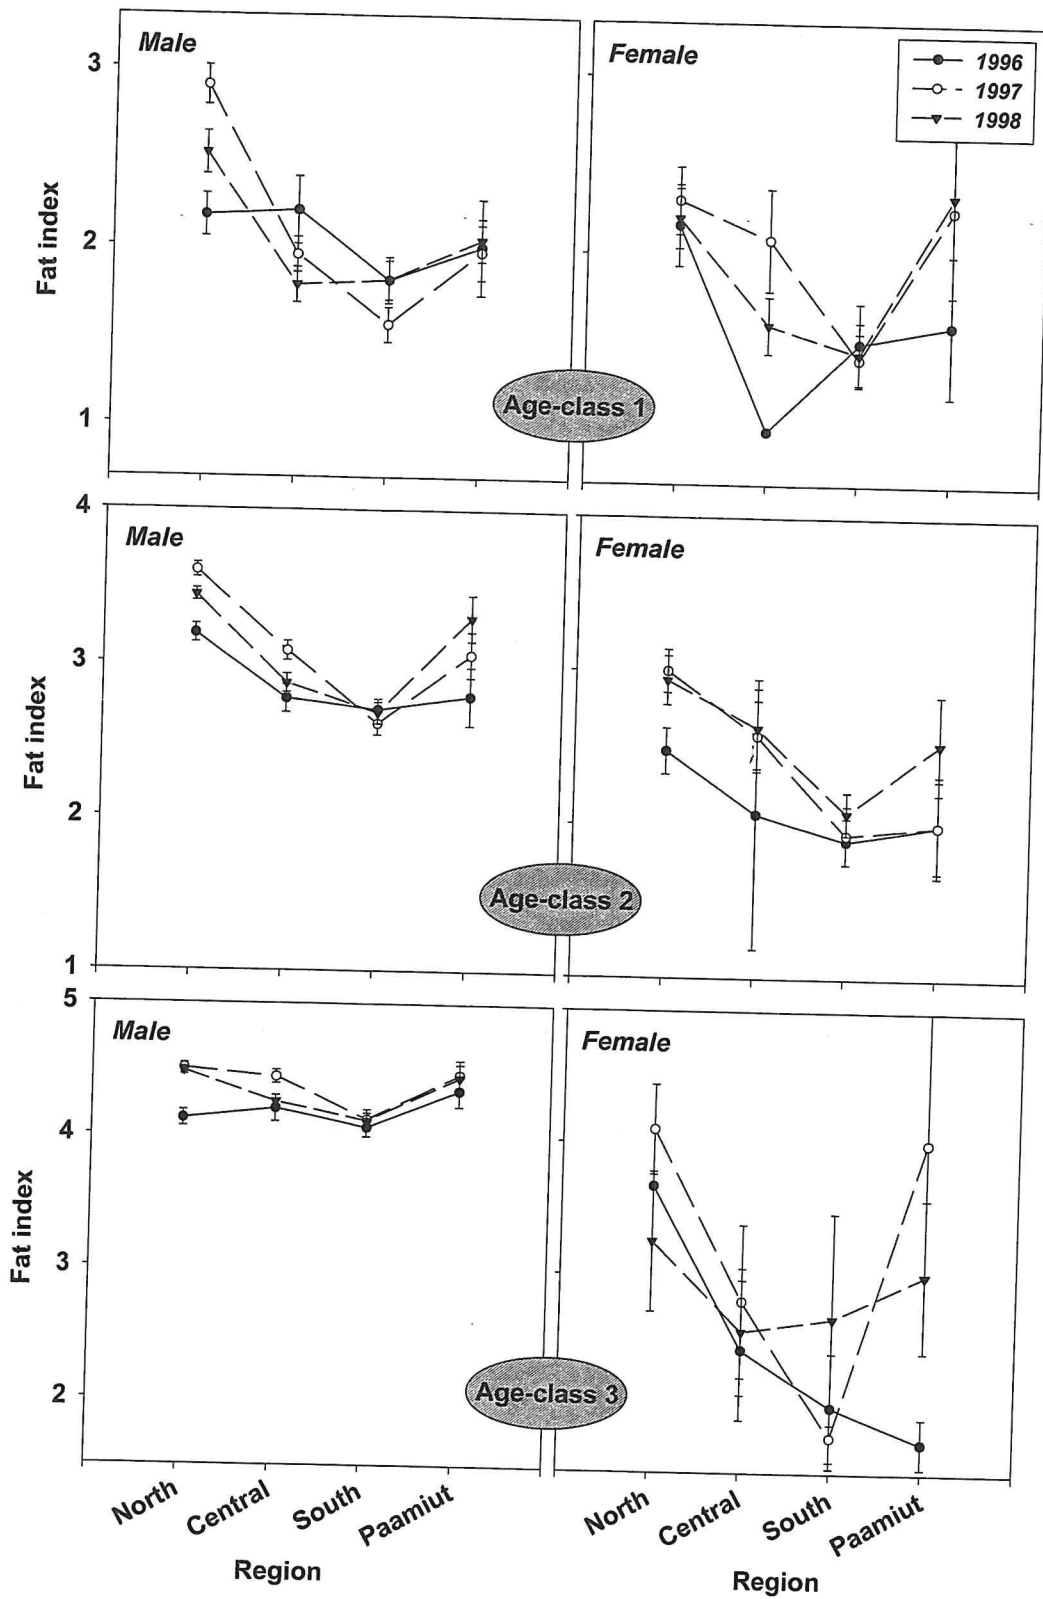 Male
Female
1996
1997
1998
3
2
1
Fat index
Age-class 1
4
Male
Female
3
2
1
Fat index
Age-class 2
5
Male
Female
4
3
2
Fat index
Age-class 3
North
Central
South
Paamiut
North
Central
South
Paamiut
Region
Region